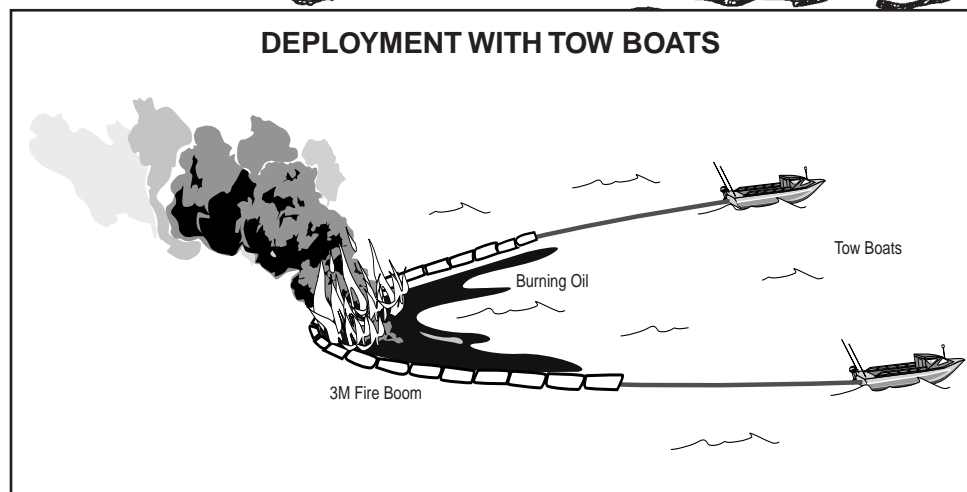 DEPLOYMENT WITH TOW BOATS
Tow Boats
Burning Oil
3M Fire Boom